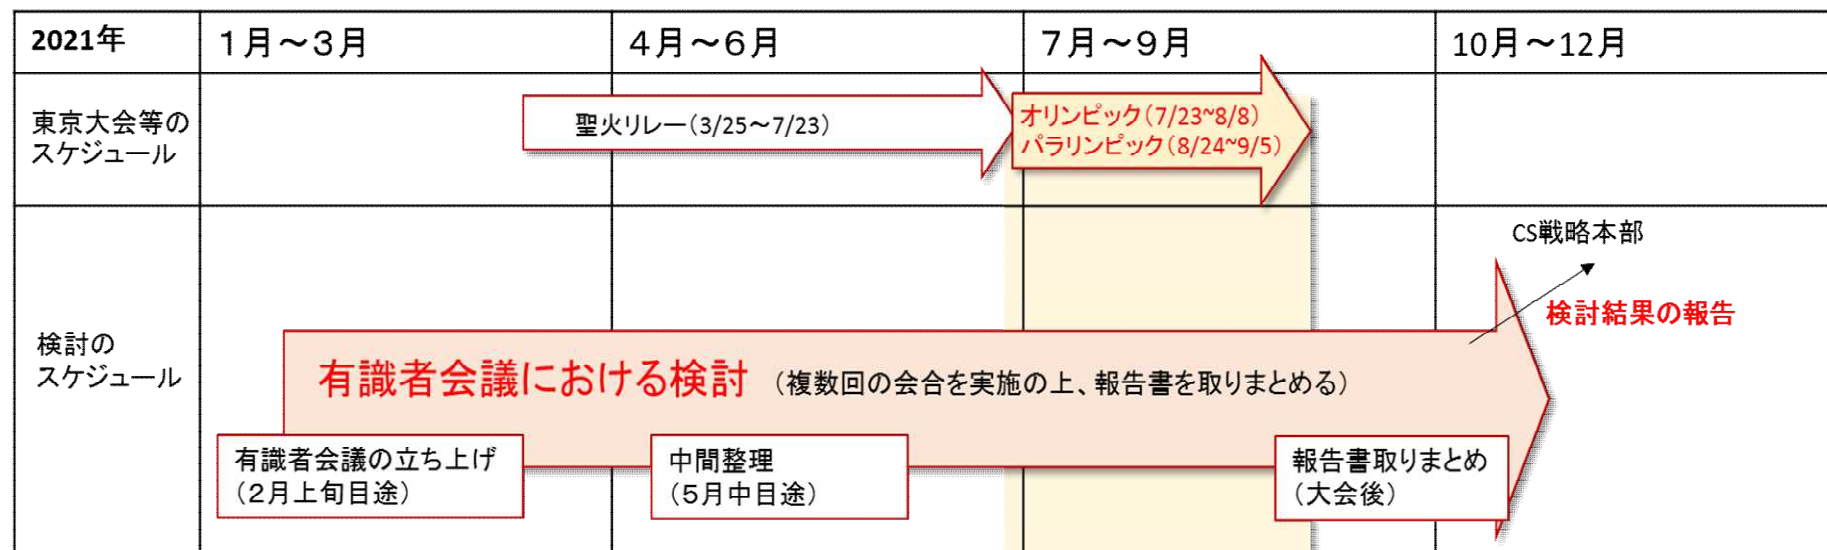 2021年
１月～３月
４月～６月
７月～９月
10月～12月
東京大会等の
スケジュール
聖火リレー（3/25～7/23）
オリンピック（7/23~8/8）
パラリンピック（8/24~9/5）
検討の
スケジュール
CS戦略本部
検討結果の報告
有識者会議における検討 （複数回の会合を実施の上、報告書を取りまとめる）
有識者会議の立ち上げ
（２月上旬目途）
中間整理
（５月中目途）
報告書取りまとめ
（大会後）